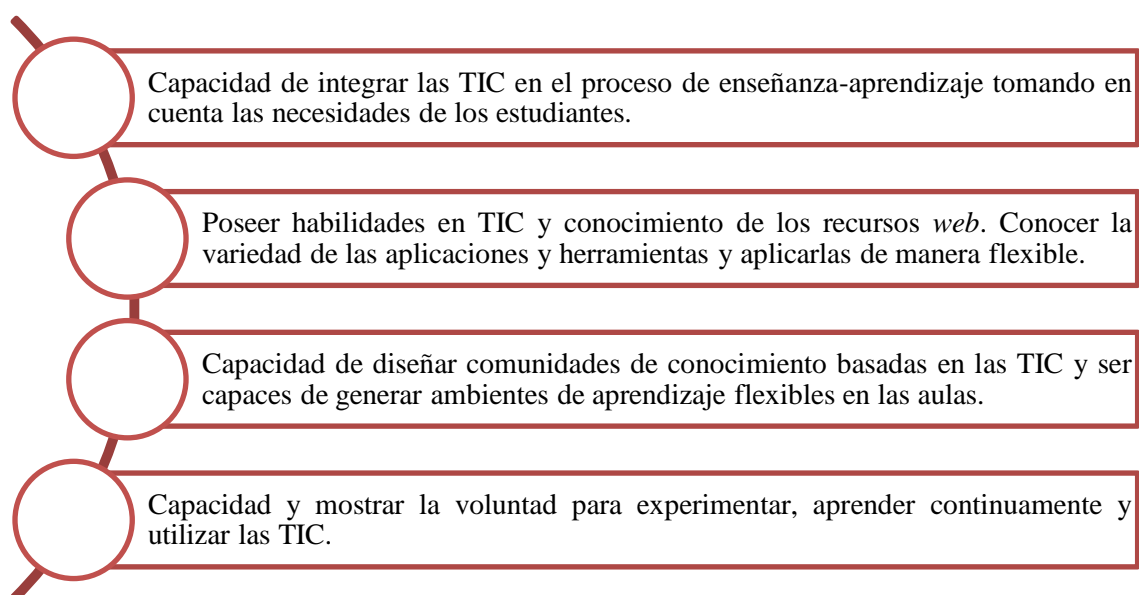 Capacidad de integrar las TIC en el proceso de enseñanza-aprendizaje tomando en
cuenta las necesidades de los estudiantes.
Poseer habilidades en TIC y conocimiento de los recursos web. Conocer la
variedad de las aplicaciones y herramientas y aplicarlas de manera flexible.
Capacidad de diseñar comunidades de conocimiento basadas en las TIC y ser
capaces de generar ambientes de aprendizaje flexibles en las aulas.
Capacidad y mostrar la voluntad para experimentar, aprender continuamente y
utilizar las TIC.